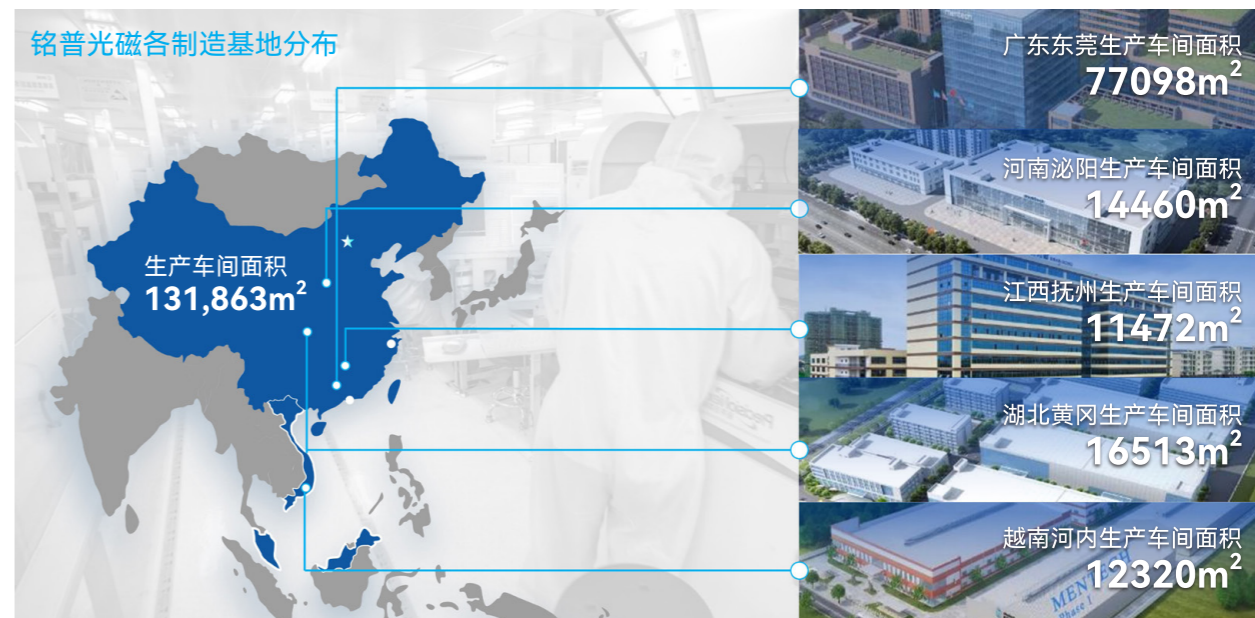 铭普光磁各制造基地分布
生产车间面积
131,863m²
广东东莞生产车间面积
77098m²
河南泌阳生产车间面积
14460m²
江西抚州生产车间面积
11472m²
湖北黄冈生产车间面积
16513m²
越南河内生产车间面积
12320m²
MENTECH
Phase 1